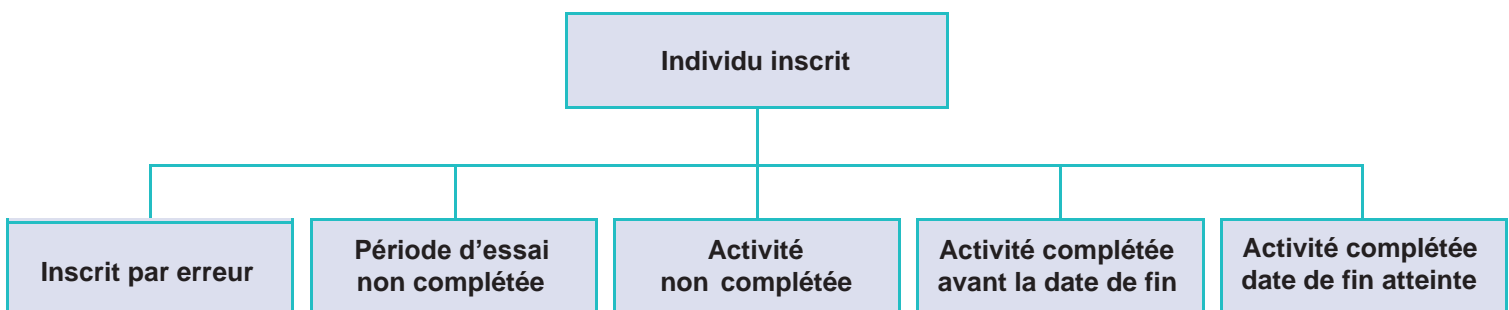 Individu inscrit
Inscrit par erreur
Période d’essai
non complétée
Activité
non complétée
Activité complétée
avant la date de fin
Activité complétée
date de fin atteinte